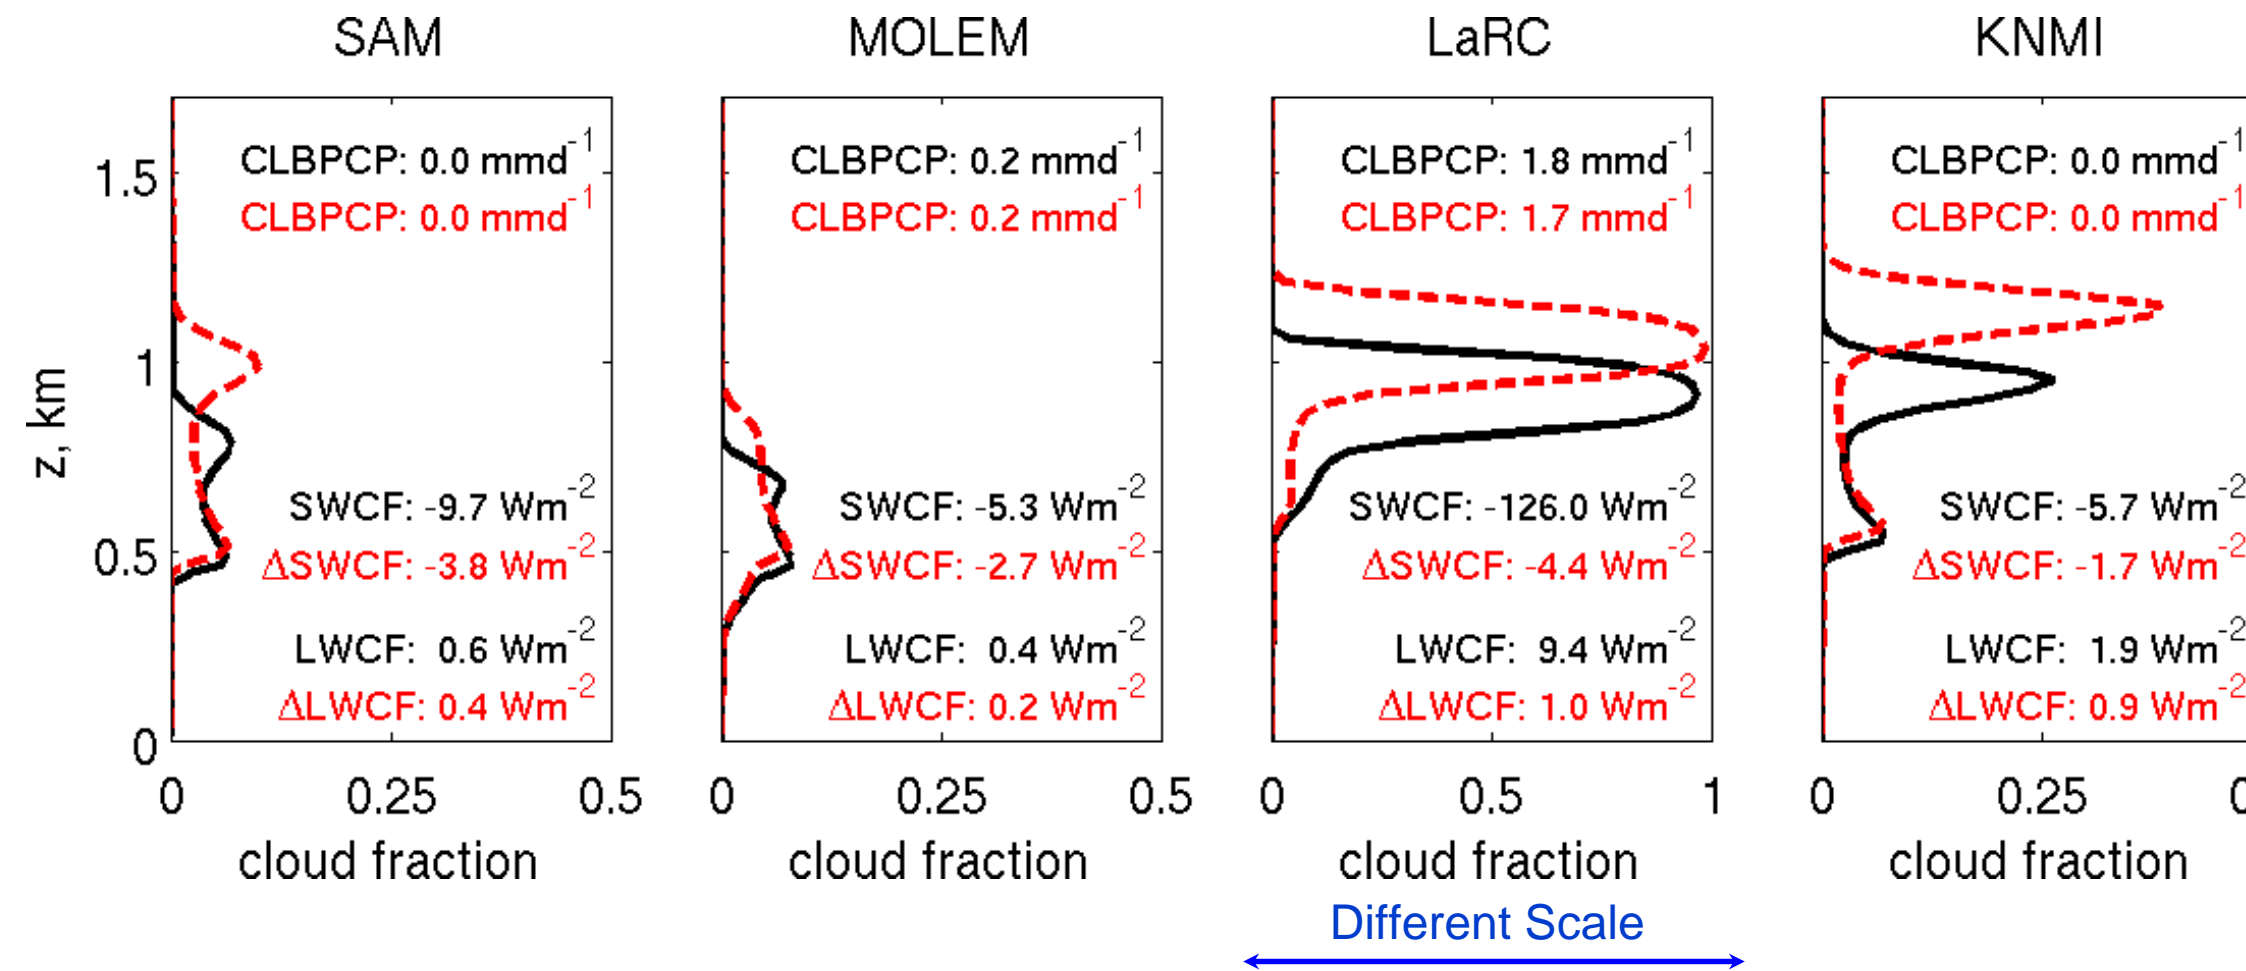 SAM
MOLEM
LaRC
KNMI
z, km
1.5
1
0.5
0
CLBPCP: 0.0 mmd⁻¹
CLBPCP: 0.0 mmd⁻¹
SWCF: -9.7 Wm⁻²
ΔSWCF: -3.8 Wm⁻²
LWCF: 0.6 Wm⁻²
ΔLWCF: 0.4 Wm⁻²
0 0.25 0.5
cloud fraction
CLBPCP: 0.2 mmd⁻¹
CLBPCP: 0.2 mmd⁻¹
SWCF: -5.3 Wm⁻²
ΔSWCF: -2.7 Wm⁻²
LWCF: 0.4 Wm⁻²
ΔLWCF: 0.2 Wm⁻²
0 0.25 0.5
cloud fraction
CLBPCP: 1.8 mmd⁻¹
CLBPCP: 1.7 mmd⁻¹
SWCF: -126.0 Wm⁻²
ΔSWCF: -4.4 Wm⁻²
LWCF: 9.4 Wm⁻²
ΔLWCF: 1.0 Wm⁻²
0 0.5 1
cloud fraction
Different Scale
CLBPCP: 0.0 mmd⁻¹
CLBPCP: 0.0 mmd⁻¹
SWCF: -5.7 Wm⁻²
ΔSWCF: -1.7 Wm⁻²
LWCF: 1.9 Wm⁻²
ΔLWCF: 0.9 Wm⁻²
0 0.25
cloud fraction